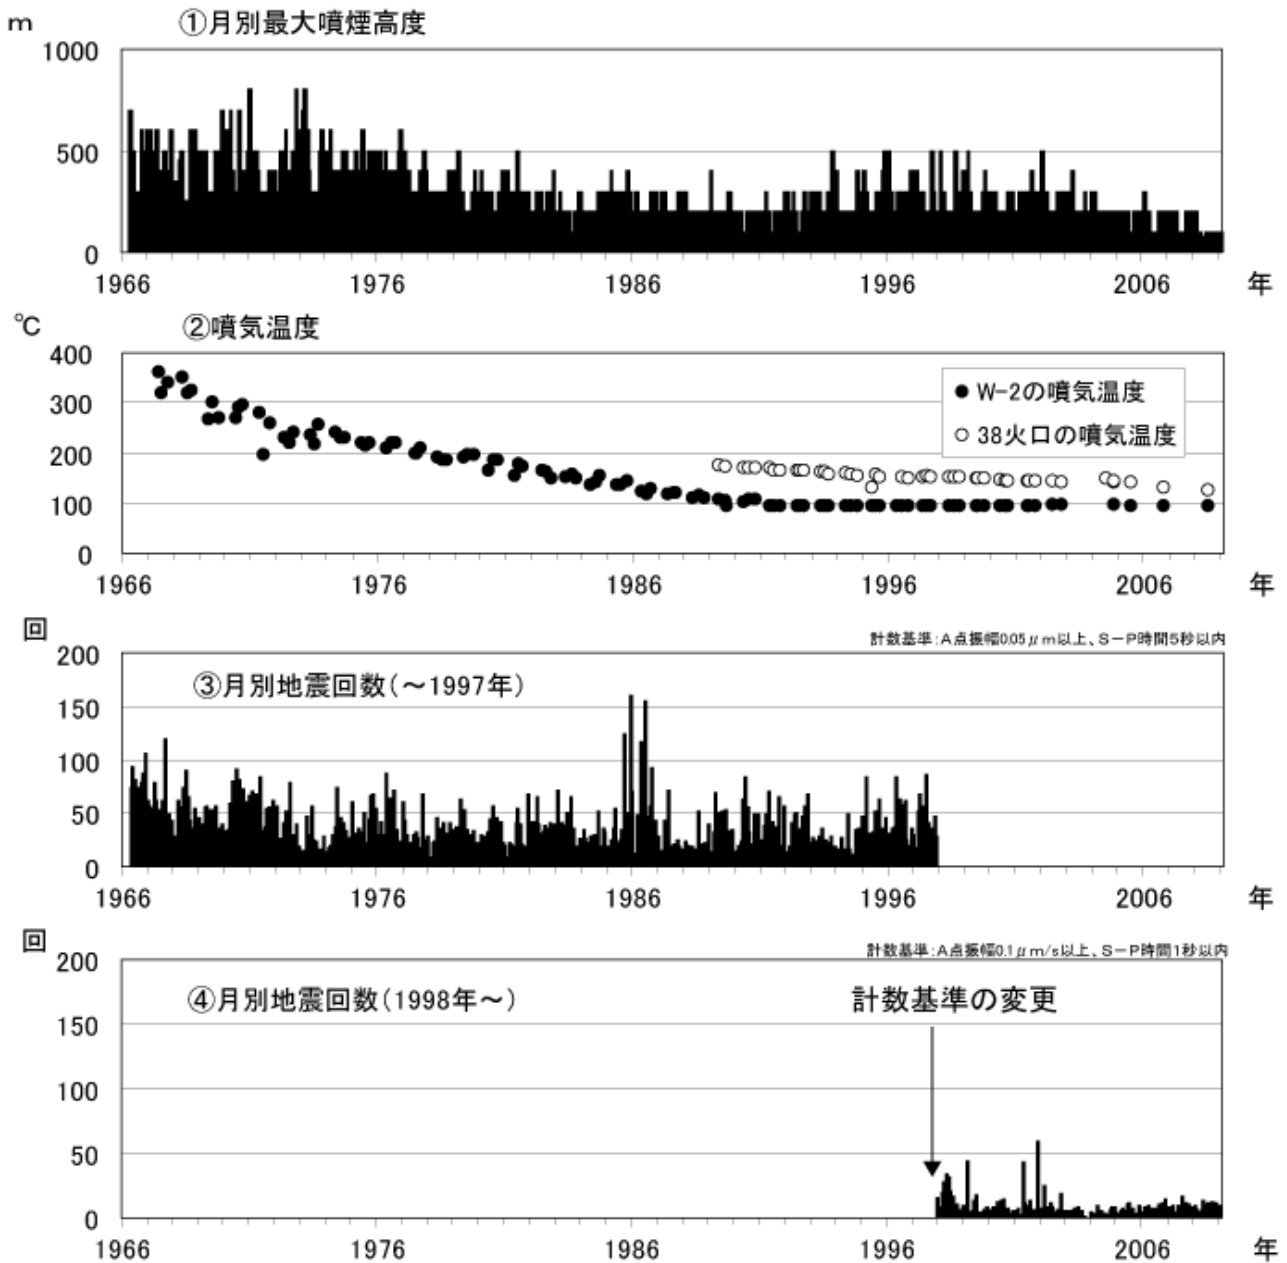 m
①月別最大噴煙高度
1000
500
0
1966 1976 1986 1996 2006 年
℃
②噴気温度
400
300
200
100
0
W-2の噴気温度
38火口の噴気温度
1966 1976 1986 1996 2006 年
回
計数基準:A点振幅0.05μm以上、S-P時間5秒以内
200
③月別地震回数(~1997年)
150
100
50
0
1966 1976 1986 1996 2006 年
回
計数基準:A点振幅0.1μm/s以上、S-P時間1秒以内
200
④月別地震回数(1998年~)
計数基準の変更
150
100
50
0
1966 1976 1986 1996 2006 年